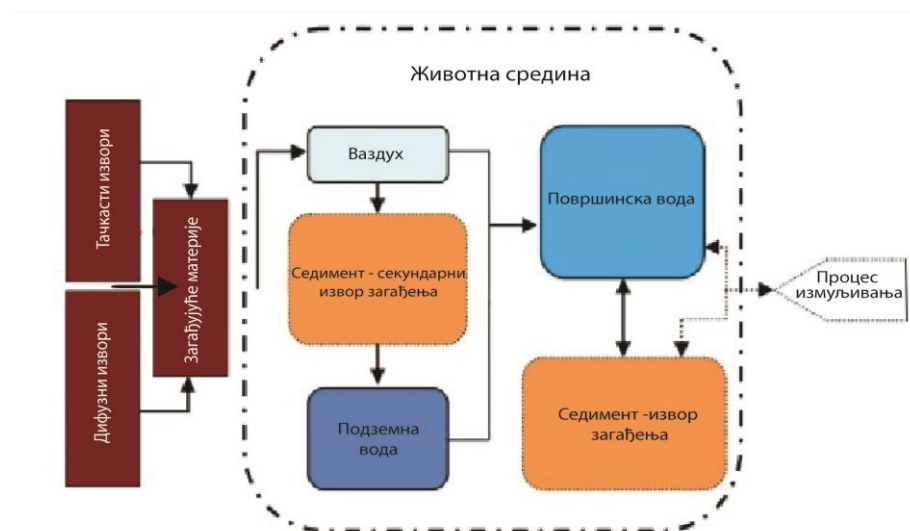 Животна средина
Тачкасти извори
Дифузни извори
Загађујуће материје
Ваздух
Седимент - секундарни
извор загађења
Подземна
вода
Површинска вода
Седимент -извор
загађења
Процес
измуљивања